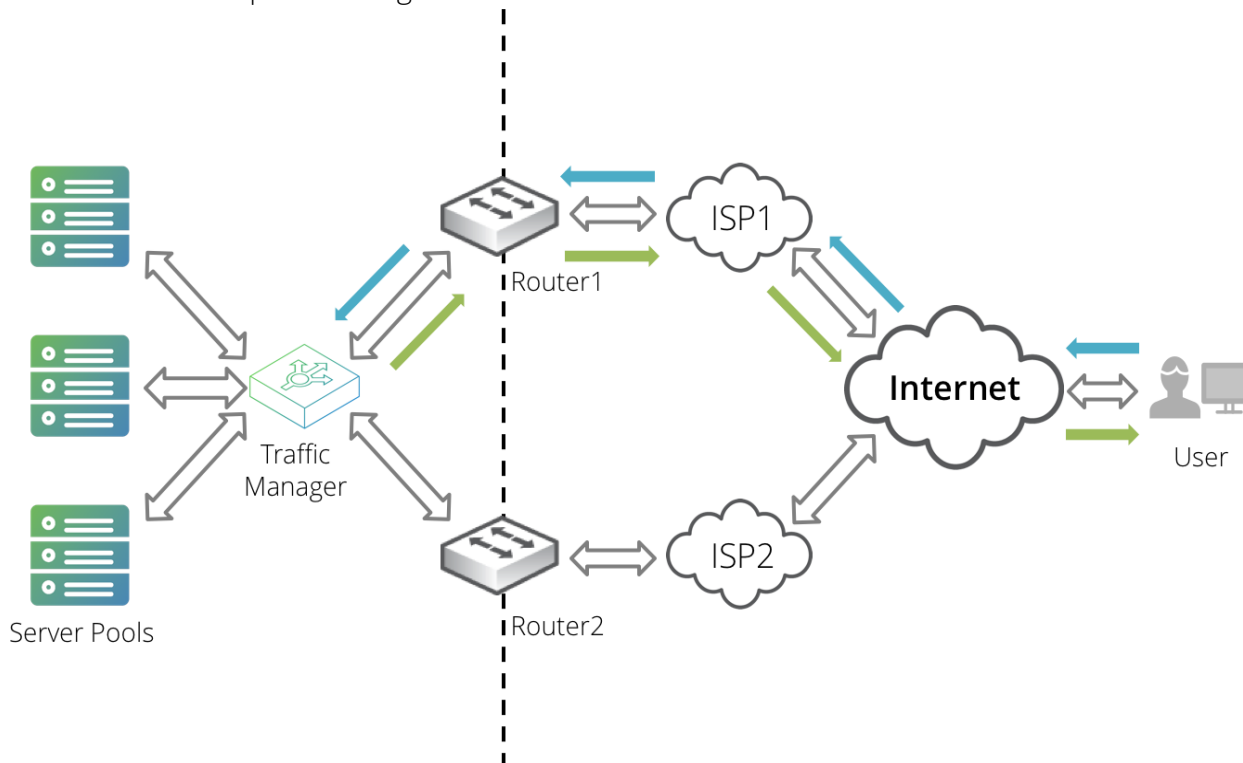 ISP1
Router1
Internet
Traffic
Manager
User
ISP2
Router2
Server Pools